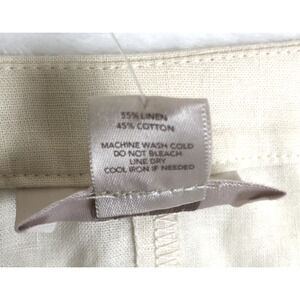 55% LINEN
45% COTTON
MACHINE WASH COLD
DO NOT BLEACH
LINE DRY
COOL IRON IF NEEDED